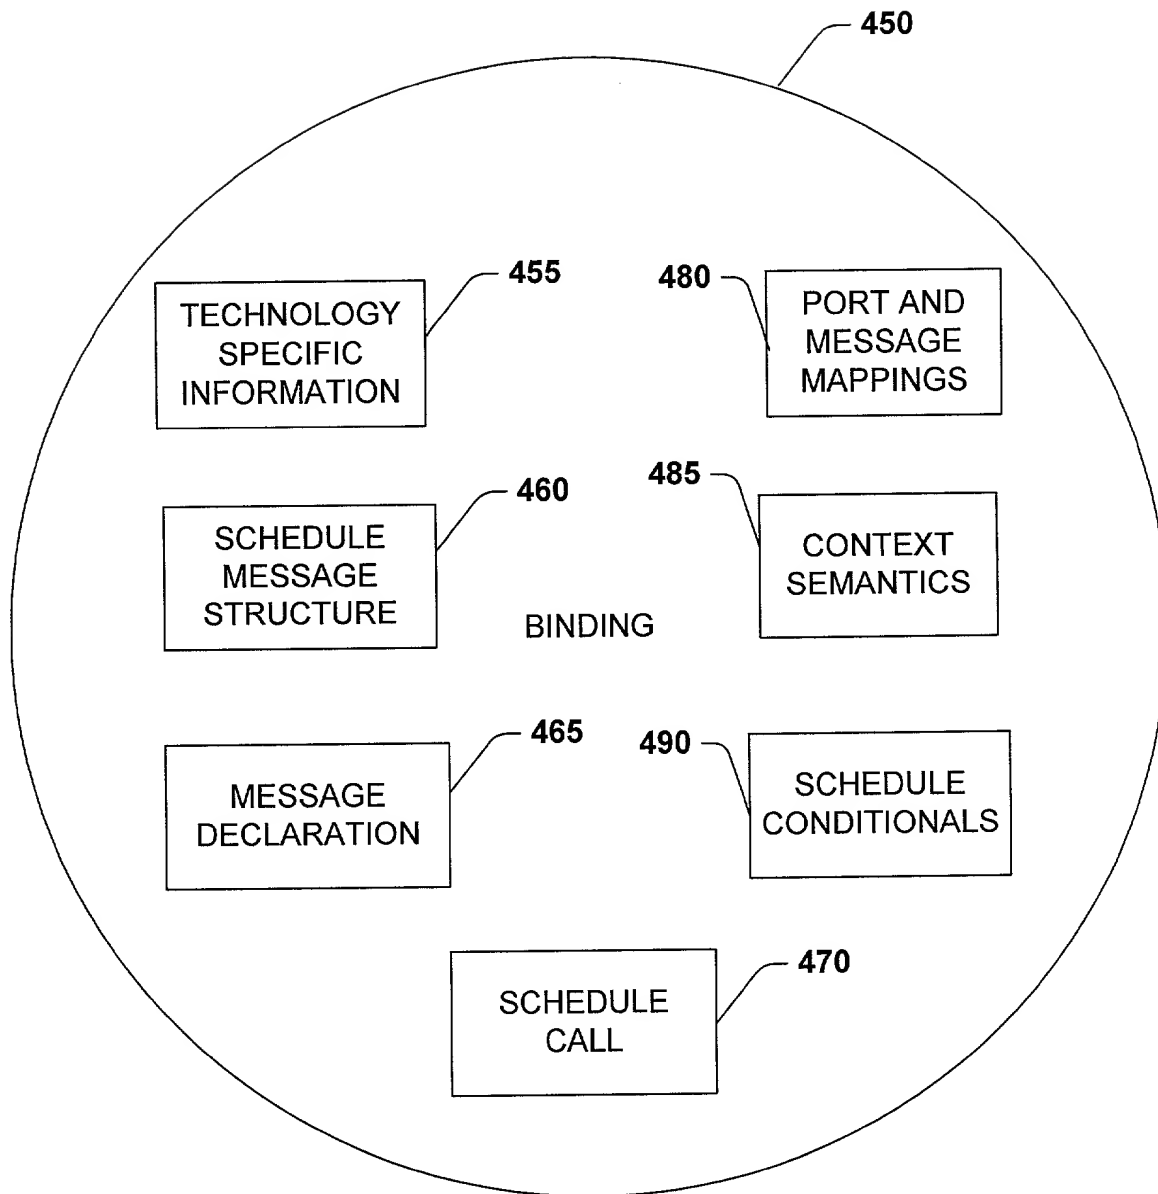 450
455
TECHNOLOGY
SPECIFIC
INFORMATION
480
PORT AND
MESSAGE
MAPPINGS
460
SCHEDULE
MESSAGE
STRUCTURE
485
CONTEXT
SEMANTICS
BINDING
465
MESSAGE
DECLARATION
490
SCHEDULE
CONDITIONALS
470
SCHEDULE
CALL